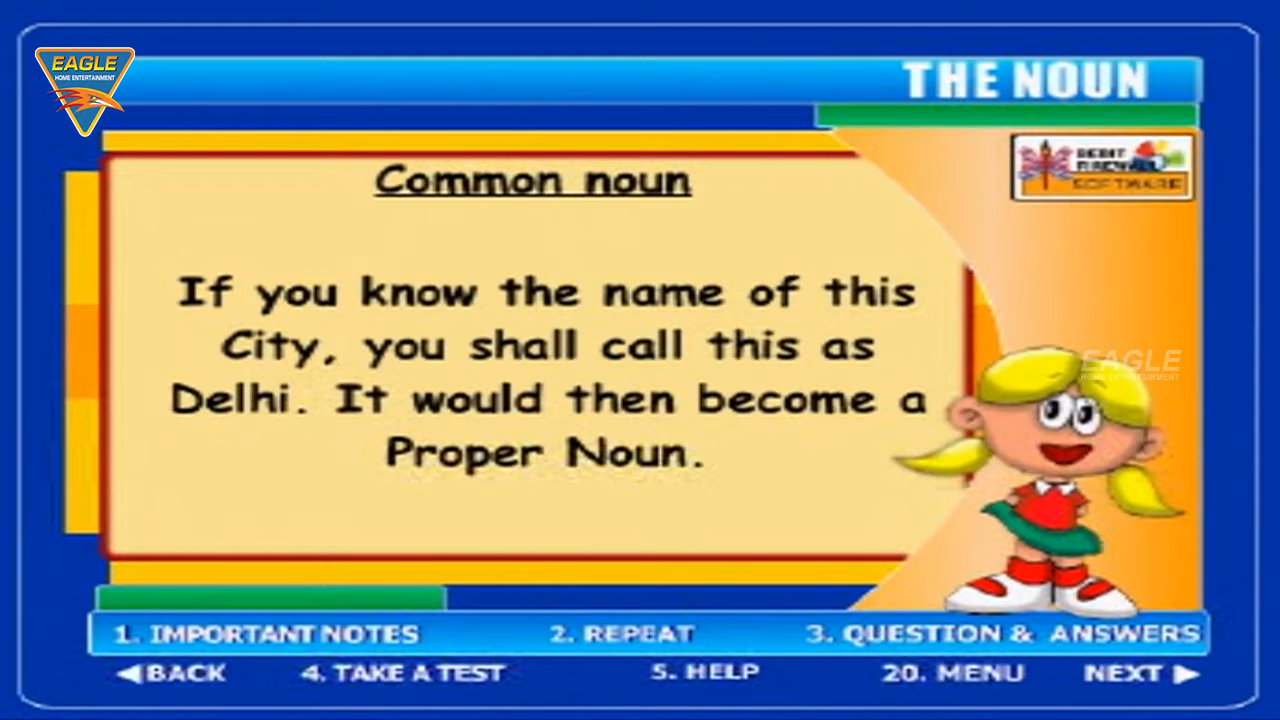 EAGLE
HOME ENTERTAINMENT
THE NOUN
SOFTWARE
Common noun
If you know the name of this
City, you shall call this as
Delhi. It would then become a
Proper Noun.
EAGLE
HOME ENTERTAINMENT
1. IMPORTANT NOTES 2. REPEAT 3. QUESTION & ANSWERS
◀BACK 4. TAKE A TEST 5. HELP 20. MENU NEXT ▶